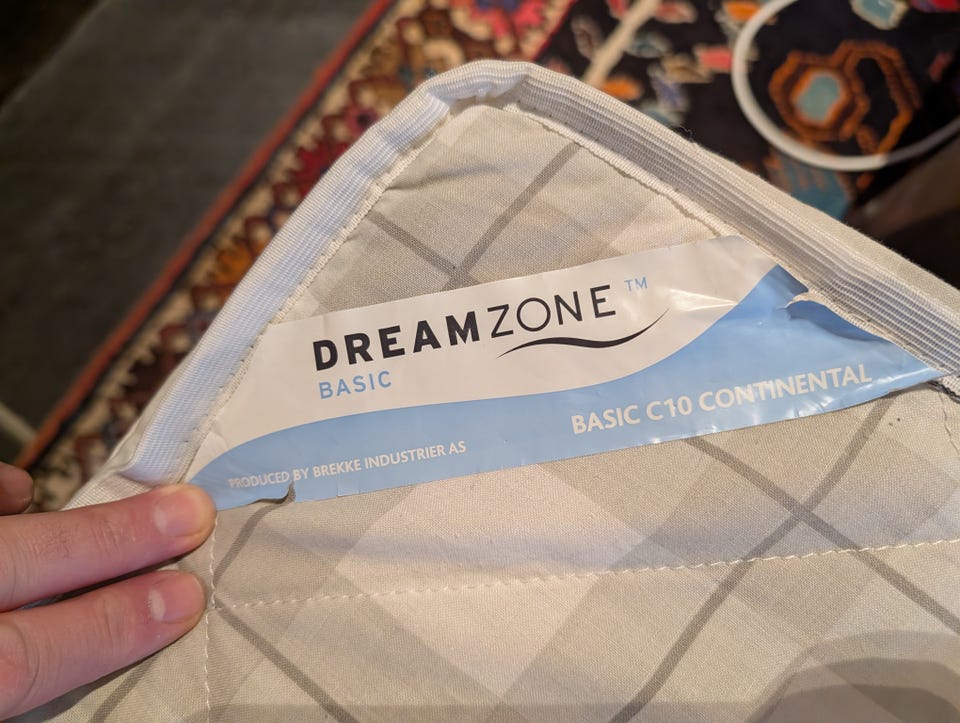 DREAMZONE™
BASIC
BASIC C10 CONTINENTAL
PRODUCED BY BREKKE INDUSTRIER AS